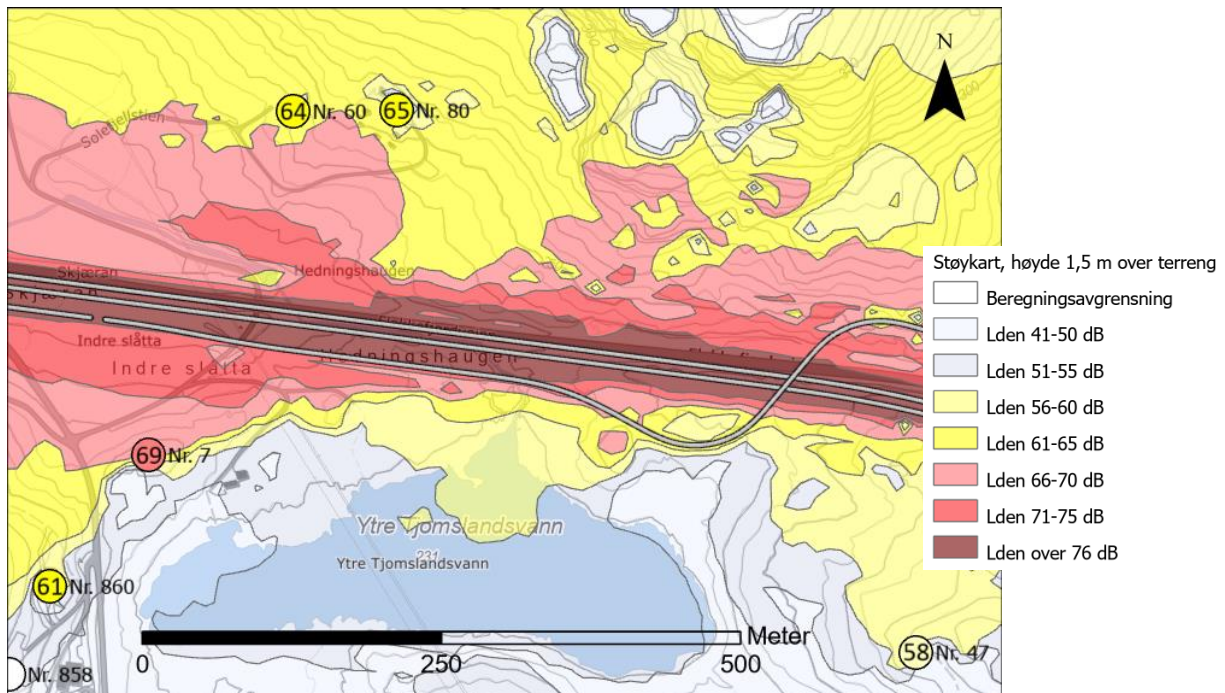 N
64 Nr. 60
65 Nr. 80
Solefjellstien
300
Hedningshaugen
Skjæran
Skjæran
Indre slåtta
Indre slåtta
Hedningshaugen
69 Nr. 7
Ytre Tjomslandsvann
231
Ytre Tjomslandsvann
61 Nr. 860
Meter
0
250
500
58 Nr. 47
Nr. 858
Støykart, høyde 1,5 m over terreng
Beregningsavgrensning
Lden 41-50 dB
Lden 51-55 dB
Lden 56-60 dB
Lden 61-65 dB
Lden 66-70 dB
Lden 71-75 dB
Lden over 76 dB